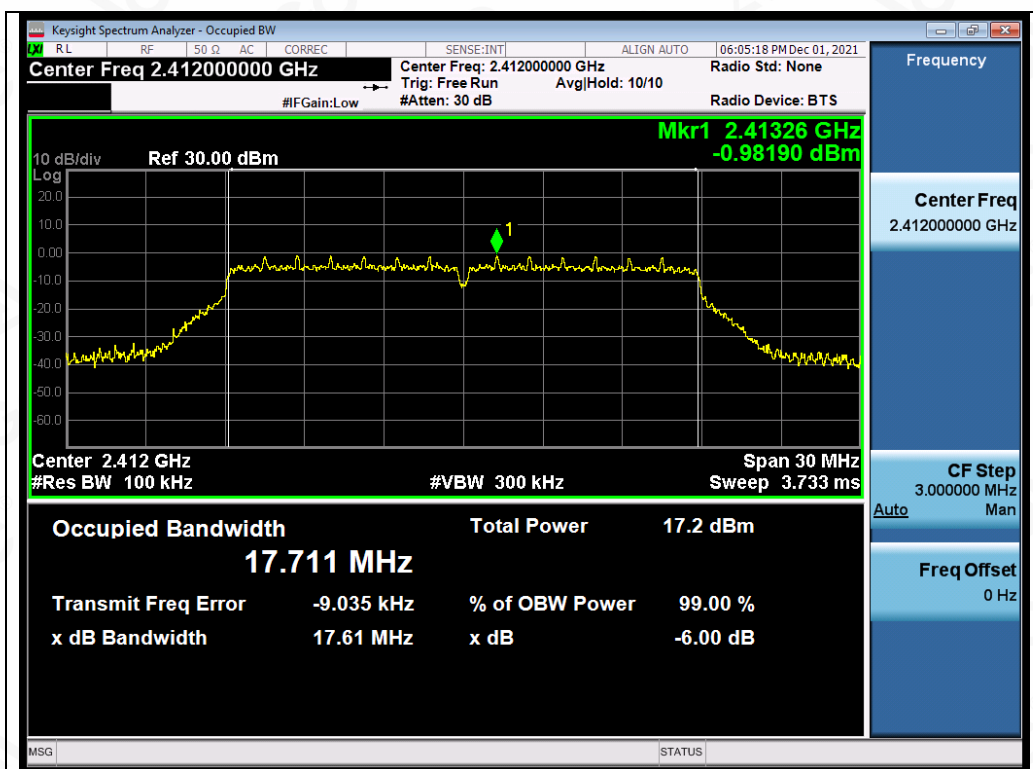 Keysight Spectrum Analyzer - Occupied BW
LXI RL RF 50 Ω AC CORREC SENSE:INT ALIGN AUTO 06:05:18 PM Dec 01, 2021
Center Freq 2.412000000 GHz
Center Freq: 2.412000000 GHz Radio Std: None
Trig: Free Run Avg|Hold: 10/10
#IFGain:Low #Atten: 30 dB Radio Device: BTS
Mkr1 2.41326 GHz
-0.98190 dBm
10 dB/div Ref 30.00 dBm
Log
20.0
10.0
0.00
-10.0
-20.0
-30.0
-40.0
-50.0
-60.0
1
Center 2.412 GHz Span 30 MHz
#Res BW 100 kHz #VBW 300 kHz Sweep 3.733 ms
Occupied Bandwidth Total Power 17.2 dBm
17.711 MHz
Transmit Freq Error -9.035 kHz % of OBW Power 99.00 %
x dB Bandwidth 17.61 MHz x dB -6.00 dB
MSG STATUS
Frequency
Center Freq
2.412000000 GHz
CF Step
3.000000 MHz
Auto Man
Freq Offset
0 Hz